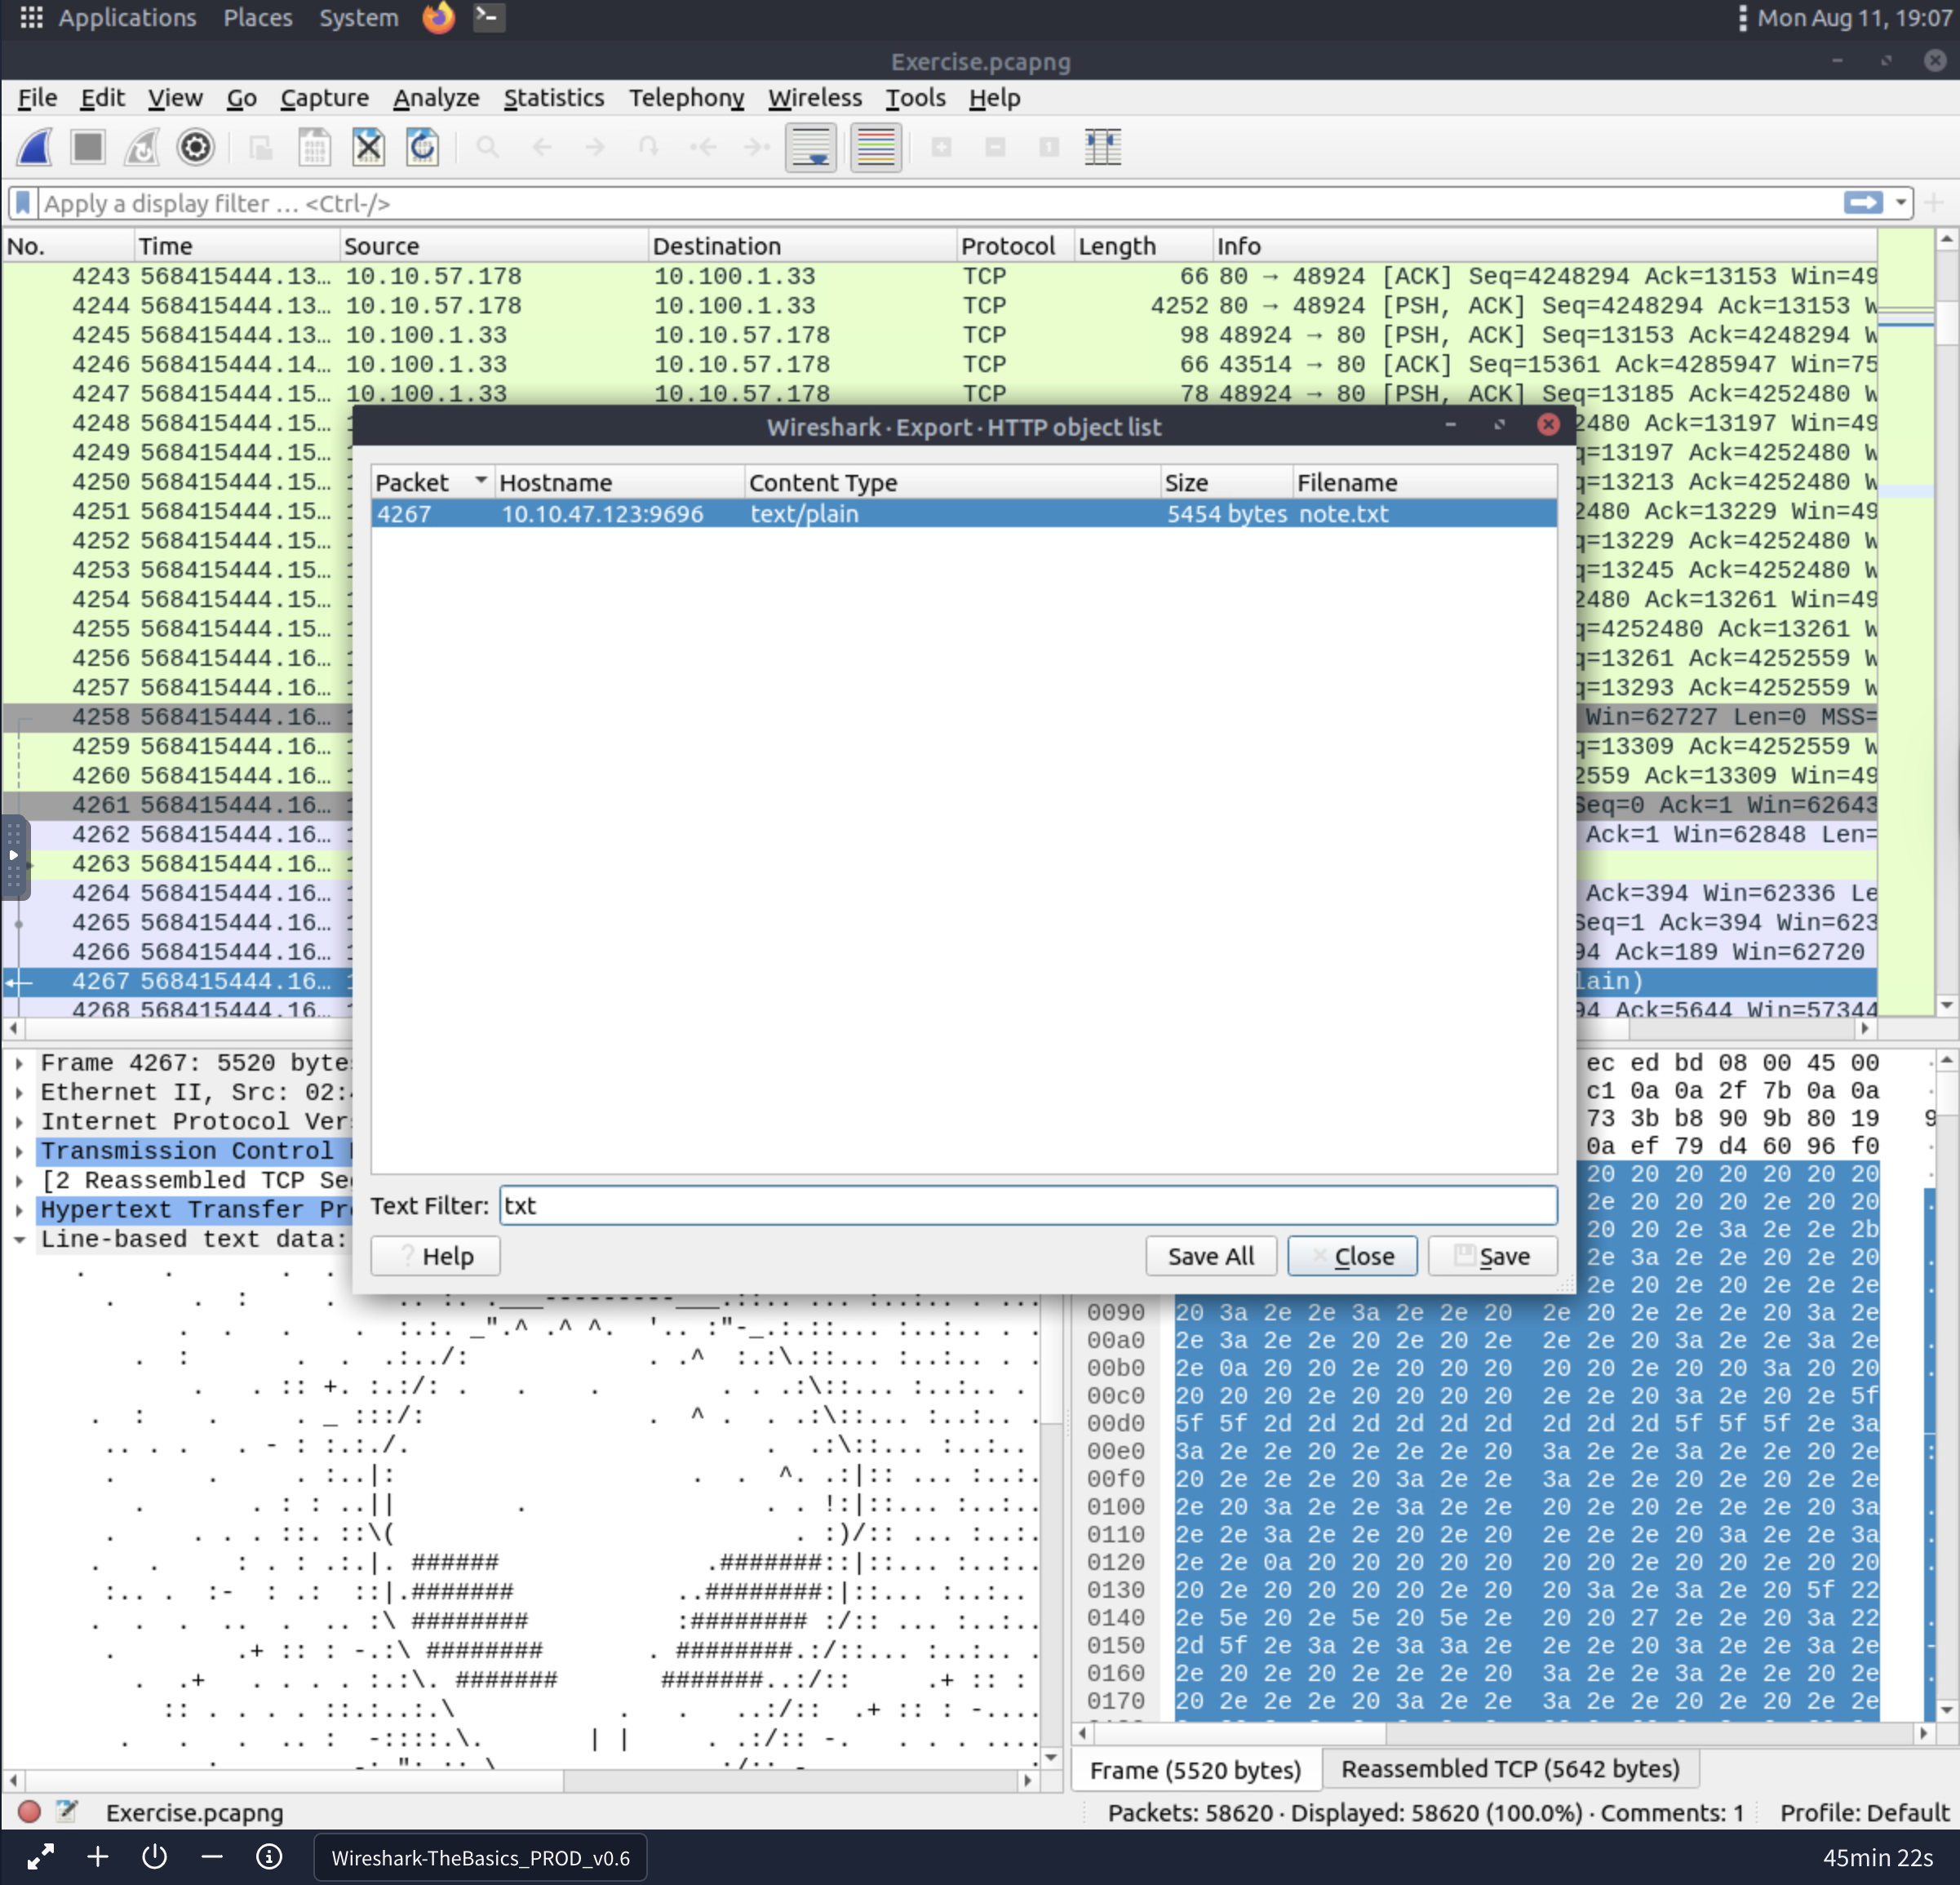 Applications Places System Mon Aug 11, 19:07
Exercise.pcapng
File Edit View Go Capture Analyze Statistics Telephony Wireless Tools Help
Apply a display filter … <Ctrl-/>
No. Time Source Destination Protocol Length Info
4243 568415444.13… 10.10.57.178 10.100.1.33 TCP 66 80 → 48924 [ACK] Seq=4248294 Ack=13153 Win=49
4244 568415444.13… 10.10.57.178 10.100.1.33 TCP 4252 80 → 48924 [PSH, ACK] Seq=4248294 Ack=13153 W
4245 568415444.13… 10.100.1.33 10.10.57.178 TCP 98 48924 → 80 [PSH, ACK] Seq=13153 Ack=4248294 W
4246 568415444.14… 10.100.1.33 10.10.57.178 TCP 66 43514 → 80 [ACK] Seq=15361 Ack=4285947 Win=75
4247 568415444.15… 10.100.1.33 10.10.57.178 TCP 78 48924 → 80 [PSH, ACK] Seq=13185 Ack=4252480 W
4248 568415444.15… 2480 Ack=13197 Win=49
4249 568415444.15… q=13197 Ack=4252480 W
4250 568415444.15… q=13213 Ack=4252480 W
4251 568415444.15… 2480 Ack=13229 Win=49
4252 568415444.15… q=13229 Ack=4252480 W
4253 568415444.15… q=13245 Ack=4252480 W
4254 568415444.15… 2480 Ack=13261 Win=49
4255 568415444.15… q=4252480 Ack=13261 W
4256 568415444.16… q=13261 Ack=4252559 W
4257 568415444.16… q=13293 Ack=4252559 W
4258 568415444.16… Win=62727 Len=0 MSS=
4259 568415444.16… q=13309 Ack=4252559 W
4260 568415444.16… 2559 Ack=13309 Win=49
4261 568415444.16… Seq=0 Ack=1 Win=62643
4262 568415444.16… Ack=1 Win=62848 Len=
4263 568415444.16…
4264 568415444.16… Ack=394 Win=62336 Le
4265 568415444.16… Seq=1 Ack=394 Win=623
4266 568415444.16… 94 Ack=189 Win=62720
4267 568415444.16… lain)
4268 568415444.16… 94 Ack=5644 Win=57344
Wireshark · Export · HTTP object list
Packet Hostname Content Type Size Filename
4267 10.10.47.123:9696 text/plain 5454 bytes note.txt
Text Filter: txt
Help Save All Close Save
Frame 4267: 5520 byte
Ethernet II, Src: 02:
Internet Protocol Ver
Transmission Control
[2 Reassembled TCP Se
Hypertext Transfer Pr
Line-based text data:
ec ed bd 08 00 45 00
c1 0a 0a 2f 7b 0a 0a
73 3b b8 90 9b 80 19
0a ef 79 d4 60 96 f0
20 20 20 20 20 20 20
2e 20 20 20 2e 20 20
20 20 2e 3a 2e 2e 2b
2e 3a 2e 2e 20 2e 20
2e 20 20 2e 20 2e 2e
0090 20 3a 2e 2e 3a 2e 2e 20 2e 20 2e 2e 20 3a 2e
00a0 2e 3a 2e 2e 20 2e 20 2e 2e 2e 20 3a 2e 2e 3a 2e
00b0 2e 0a 20 20 2e 20 20 20 20 20 2e 20 20 3a 20 20
00c0 20 20 20 2e 20 20 20 20 2e 2e 20 3a 2e 20 2e 5f
00d0 5f 5f 2d 2d 2d 2d 2d 2d 2d 2d 2d 5f 5f 5f 2e 3a
00e0 3a 2e 2e 20 2e 2e 2e 20 3a 2e 2e 3a 2e 2e 20 2e
00f0 20 2e 2e 2e 20 3a 2e 2e 3a 2e 2e 20 2e 20 2e 2e
0100 2e 20 3a 2e 2e 3a 2e 2e 20 2e 20 2e 2e 2e 20 3a
0110 2e 2e 3a 2e 2e 20 2e 20 2e 2e 2e 20 3a 2e 2e 3a
0120 2e 2e 0a 20 20 20 20 20 20 20 2e 20 20 2e 20 20
0130 20 2e 20 20 20 20 2e 20 20 3a 2e 3a 2e 20 5f 22
0140 2e 5e 20 2e 5e 20 5e 2e 20 20 27 2e 2e 20 3a 22
0150 2d 5f 2e 3a 2e 3a 3a 2e 2e 2e 20 3a 2e 2e 3a 2e
0160 2e 20 2e 20 2e 2e 2e 20 3a 2e 2e 3a 2e 2e 20 2e
0170 20 2e 2e 2e 20 3a 2e 2e 3a 2e 2e 20 2e 20 2e 2e
Frame (5520 bytes) Reassembled TCP (5642 bytes)
Exercise.pcapng Packets: 58620 · Displayed: 58620 (100.0%) · Comments: 1 Profile: Default
Wireshark-TheBasics_PROD_v0.6 45min 22s